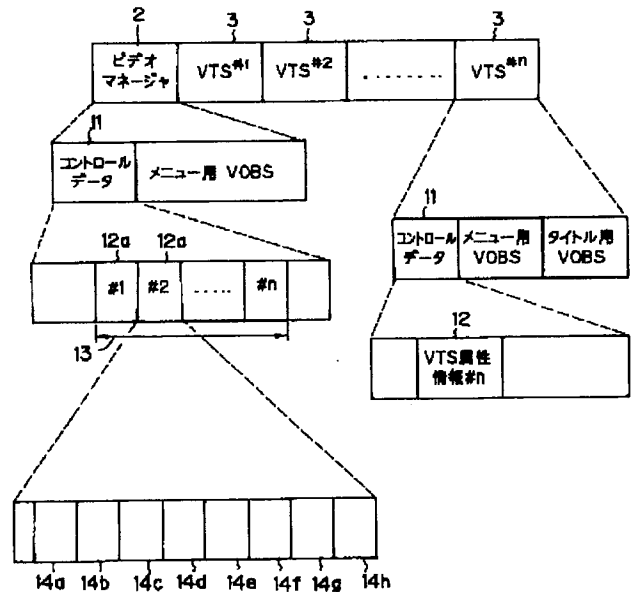 2 3 3 3
ビデオ
マネージャ
VTS#1 VTS#2 ......... VTS#n
11
コントロール
データ
メニュー用 VOBS
11
コントロール
データ
メニュー用
VOBS
タイトル用
VOBS
12a 12a
#1 #2 ..... #n
13
12
VTS属性
情報#n
14a 14b 14c 14d 14e 14f 14g 14h